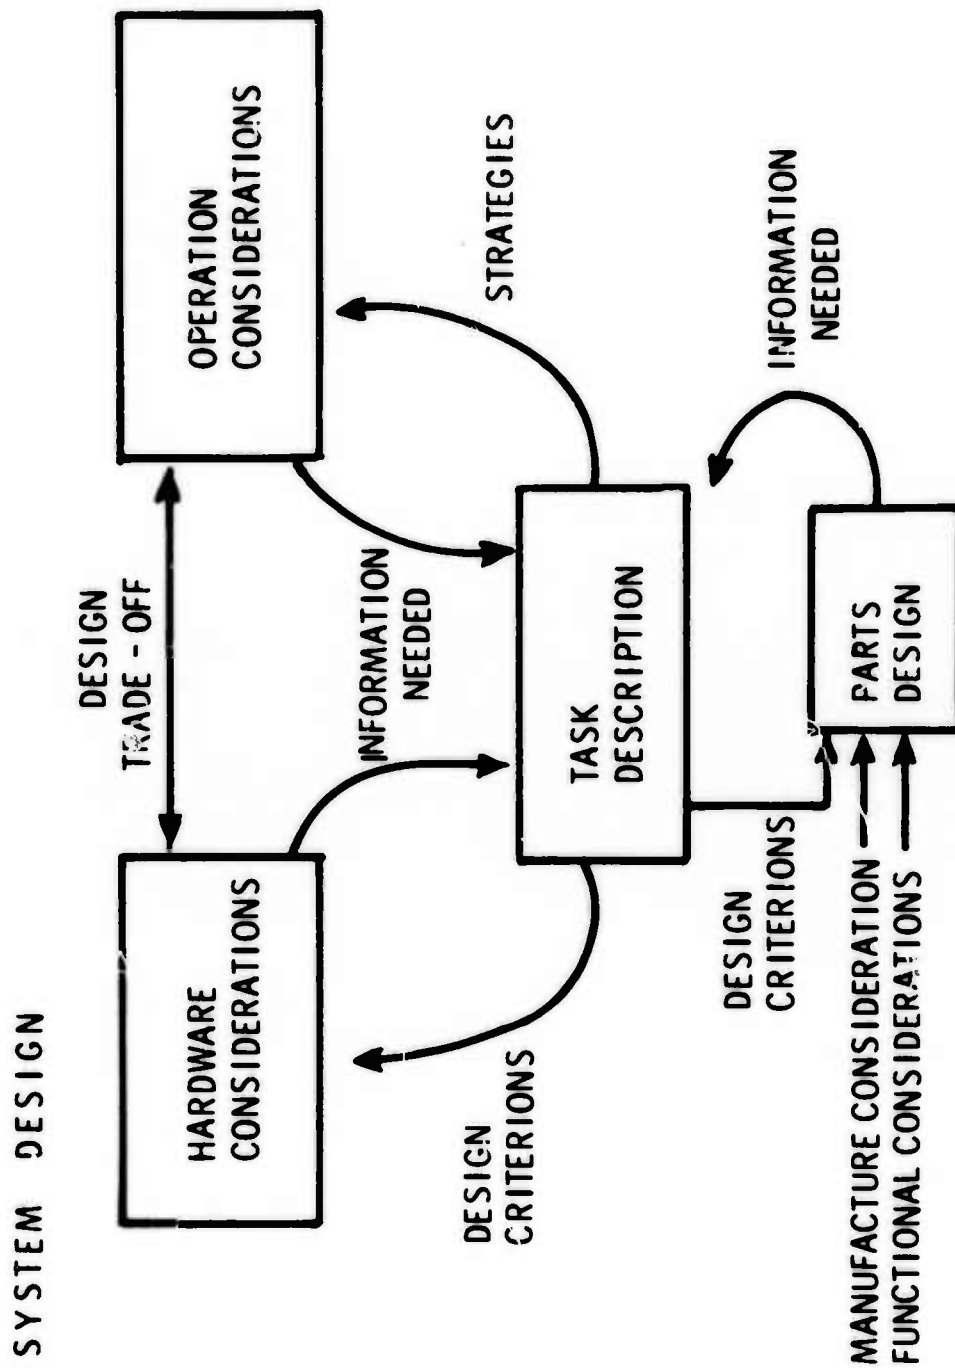 SYSTEM DESIGN
DESIGN
TRADE-OFF
HARDWARE
CONSIDERATIONS
OPERATION
CONSIDERATIONS
INFORMATION
NEEDED
DESIGN
CRITERIONS
STRATEGIES
TASK
DESCRIPTION
DESIGN
CRITERIONS
INFORMATION
NEEDED
MANUFACTURE CONSIDERATION
FUNCTIONAL CONSIDERATIONS
PARTS
DESIGN